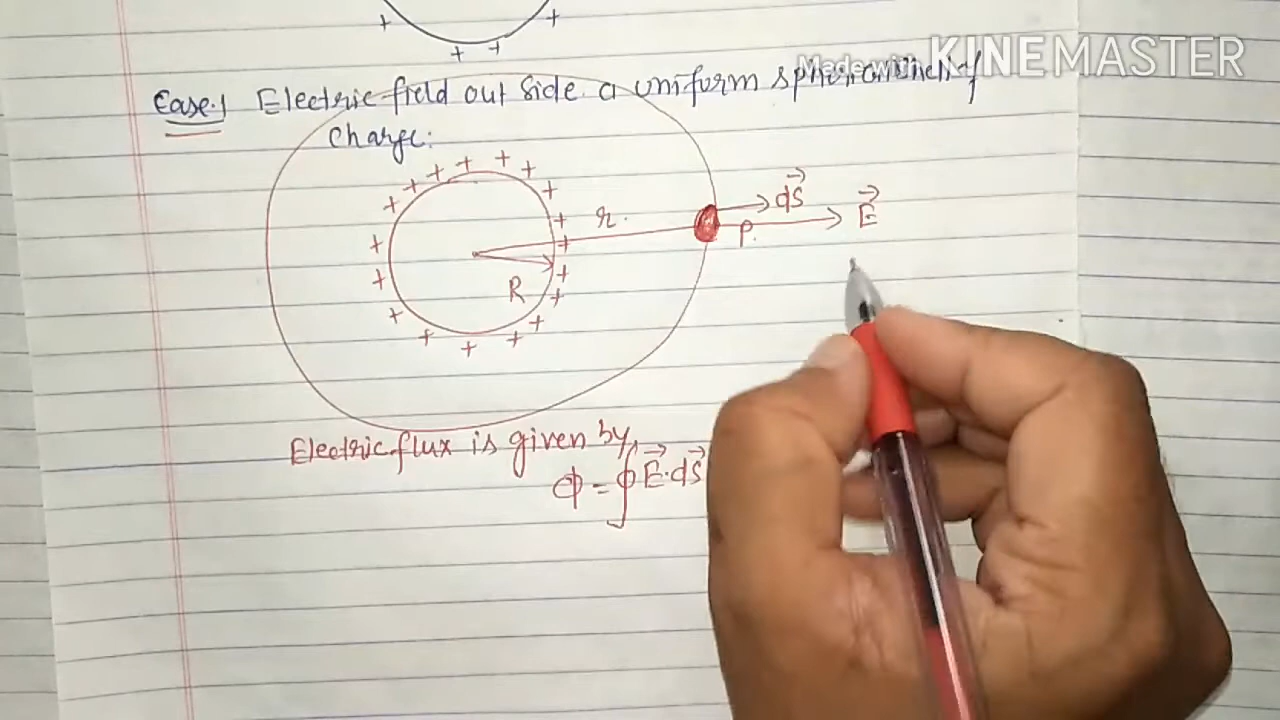 Made with KINEMASTER
Case.1 Electric field out side a uniform spherical shell of
charge:
+ + + +
+ + + + + + + + + + + + + + + + + + + +
r.
R
P.
dS⃗
E⃗
Electric flux is given by,
ϕ = ∮ E⃗·dS⃗